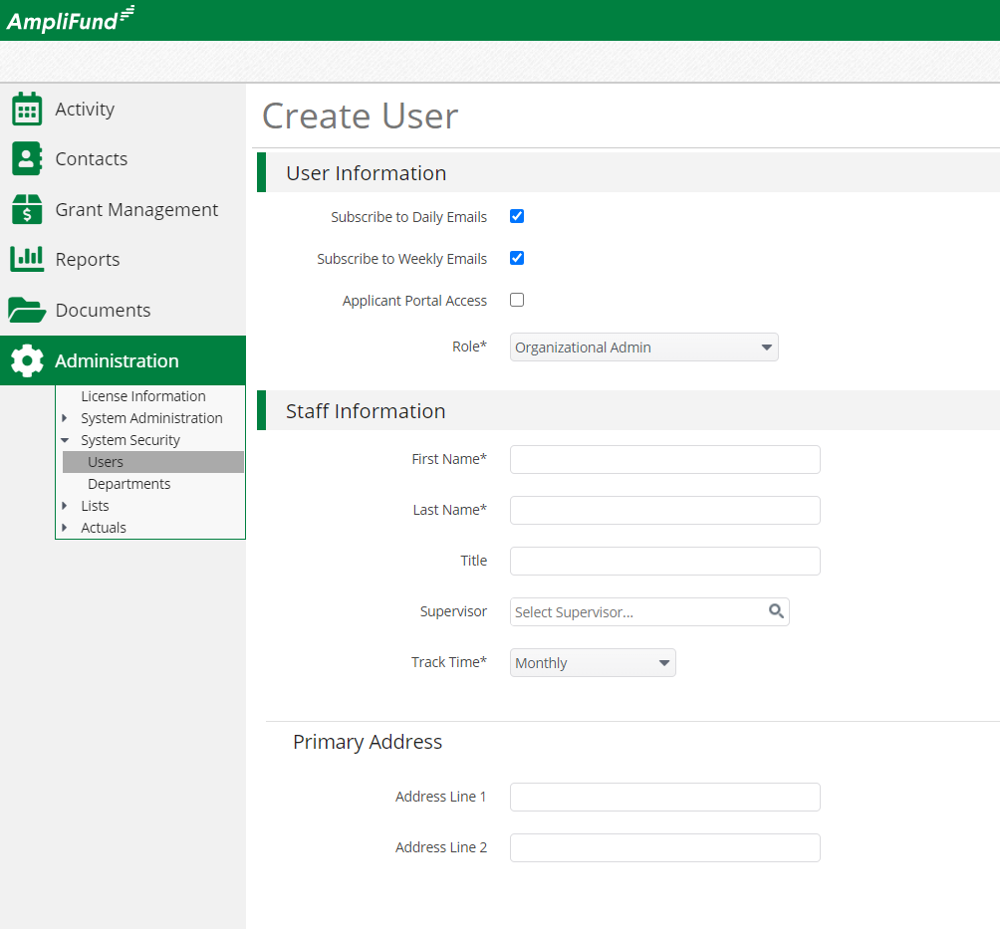 AmpliFund
Activity
Contacts
Grant Management
Reports
Documents
Administration
License Information
System Administration
System Security
Users
Departments
Lists
Actuals
Create User
User Information
Subscribe to Daily Emails
Subscribe to Weekly Emails
Applicant Portal Access
Role* Organizational Admin
Staff Information
First Name*
Last Name*
Title
Supervisor Select Supervisor...
Track Time* Monthly
Primary Address
Address Line 1
Address Line 2